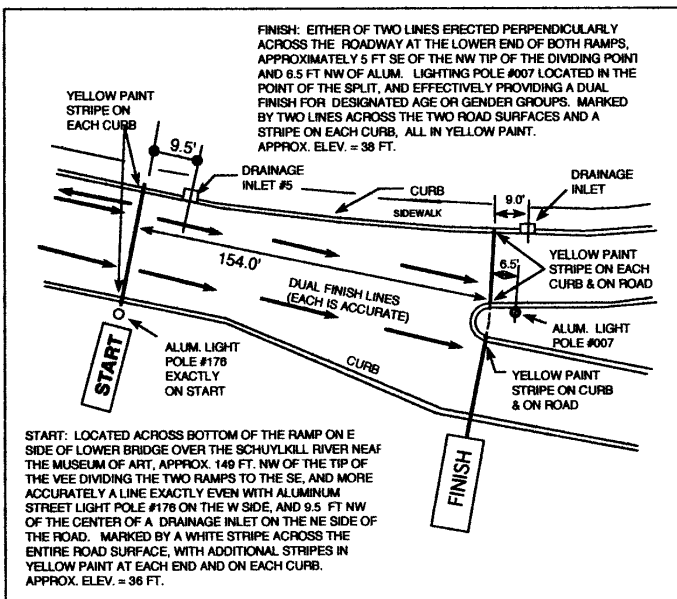 FINISH: EITHER OF TWO LINES ERECTED PERPENDICULARLY
ACROSS THE ROADWAY AT THE LOWER END OF BOTH RAMPS,
APPROXIMATELY 5 FT SE OF THE NW TIP OF THE DIVIDING POINT
AND 6.5 FT NW OF ALUM. LIGHTING POLE #007 LOCATED IN THE
POINT OF THE SPLIT, AND EFFECTIVELY PROVIDING A DUAL
FINISH FOR DESIGNATED AGE OR GENDER GROUPS. MARKED
BY TWO LINES ACROSS THE TWO ROAD SURFACES AND A
STRIPE ON EACH CURB, ALL IN YELLOW PAINT.
APPROX. ELEV. = 38 FT.
YELLOW PAINT
STRIPE ON
EACH CURB
9.5'
DRAINAGE
INLET #5
CURB
SIDEWALK
9.0'
DRAINAGE
INLET
154.0'
DUAL FINISH LINES
(EACH IS ACCURATE)
6.5'
YELLOW PAINT
STRIPE ON EACH
CURB & ON ROAD
ALUM. LIGHT
POLE #007
START
ALUM. LIGHT
POLE #176
EXACTLY
ON START
CURB
YELLOW PAINT
STRIPE ON CURB
& ON ROAD
FINISH
START: LOCATED ACROSS BOTTOM OF THE RAMP ON E
SIDE OF LOWER BRIDGE OVER THE SCHUYLKILL RIVER NEAR
THE MUSEUM OF ART, APPROX. 149 FT. NW OF THE TIP OF
THE VEE DIVIDING THE TWO RAMPS TO THE SE, AND MORE
ACCURATELY A LINE EXACTLY EVEN WITH ALUMINUM
STREET LIGHT POLE #176 ON THE W SIDE, AND 9.5 FT NW
OF THE CENTER OF A DRAINAGE INLET ON THE NE SIDE OF
THE ROAD. MARKED BY A WHITE STRIPE ACROSS THE
ENTIRE ROAD SURFACE, WITH ADDITIONAL STRIPES IN
YELLOW PAINT AT EACH END AND ON EACH CURB.
APPROX. ELEV. = 36 FT.